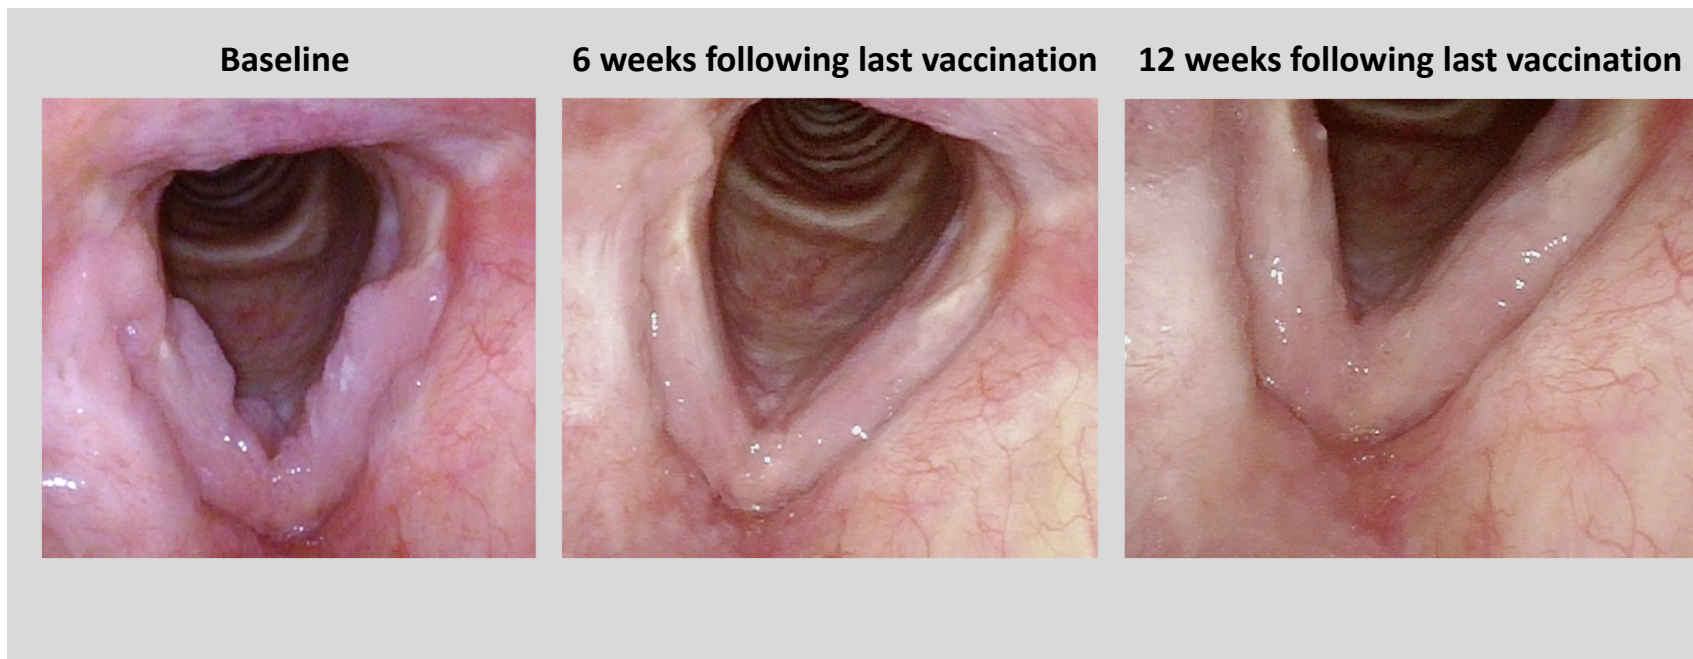 Baseline
6 weeks following last vaccination
12 weeks following last vaccination